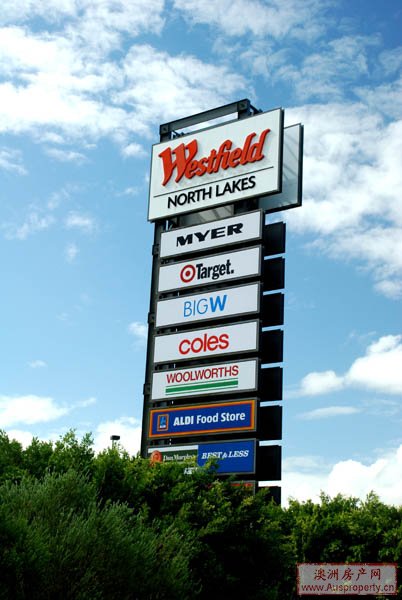 Westfield
NORTH LAKES
MYER
Target.
BIG W
coles
WOOLWORTHS
ALDI Food Store
Dan Murphy's
BEST & LESS
澳洲房产网
www.Ausproperty.cn